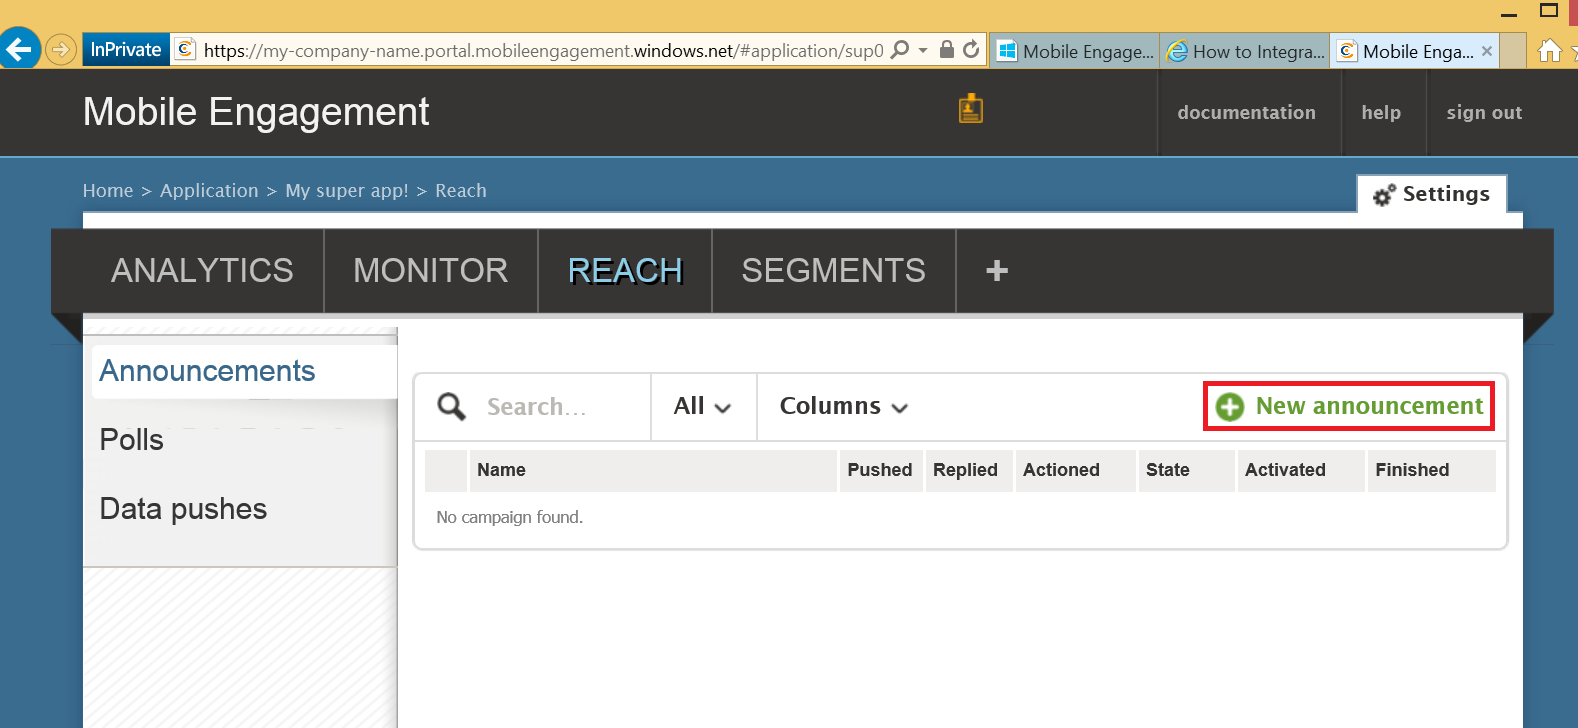 InPrivate https://my-company-name.portal.mobileengagement.windows.net/#application/sup0 Mobile Engage... How to Integra... Mobile Enga...
Mobile Engagement documentation help sign out
Home > Application > My super app! > Reach
Settings
ANALYTICS MONITOR REACH SEGMENTS +
Announcements
Polls
Data pushes
Search... All Columns New announcement
Name Pushed Replied Actioned State Activated Finished
No campaign found.